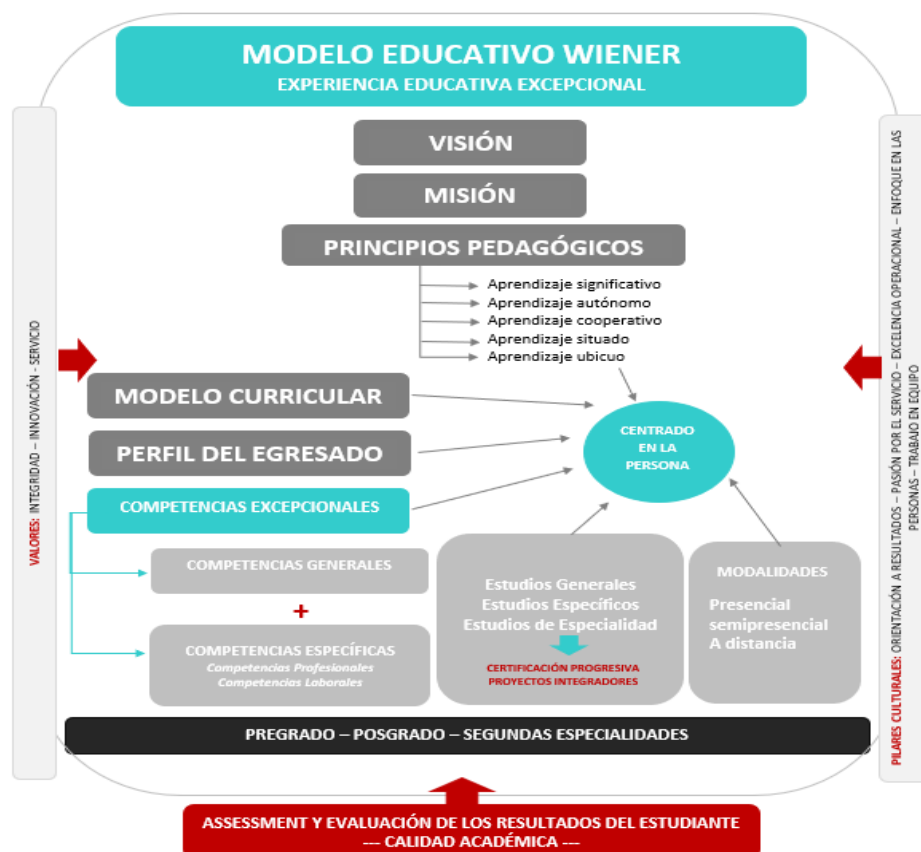 MODELO EDUCATIVO WIENER
EXPERIENCIA EDUCATIVA EXCEPCIONAL
VISIÓN
MISIÓN
PRINCIPIOS PEDAGÓGICOS
Aprendizaje significativo
Aprendizaje autónomo
Aprendizaje cooperativo
Aprendizaje situado
Aprendizaje ubicuo
MODELO CURRICULAR
PERFIL DEL EGRESADO
COMPETENCIAS EXCEPCIONALES
CENTRADO
EN LA
PERSONA
COMPETENCIAS GENERALES
+
COMPETENCIAS ESPECÍFICAS
Competencias Profesionales
Competencias Laborales
Estudios Generales
Estudios Específicos
Estudios de Especialidad
CERTIFICACIÓN PROGRESIVA
PROYECTOS INTEGRADORES
MODALIDADES
Presencial
semipresencial
A distancia
PREGRADO – POSGRADO – SEGUNDAS ESPECIALIDADES
ASSESSMENT Y EVALUACIÓN DE LOS RESULTADOS DEL ESTUDIANTE
--- CALIDAD ACADÉMICA ---
VALORES: INTEGRIDAD – INNOVACIÓN - SERVICIO
PILARES CULTURALES: ORIENTACIÓN A RESULTADOS – PASIÓN POR EL SERVICIO – EXCELENCIA OPERACIONAL – ENFOQUE EN LAS
PERSONAS – TRABAJO EN EQUIPO